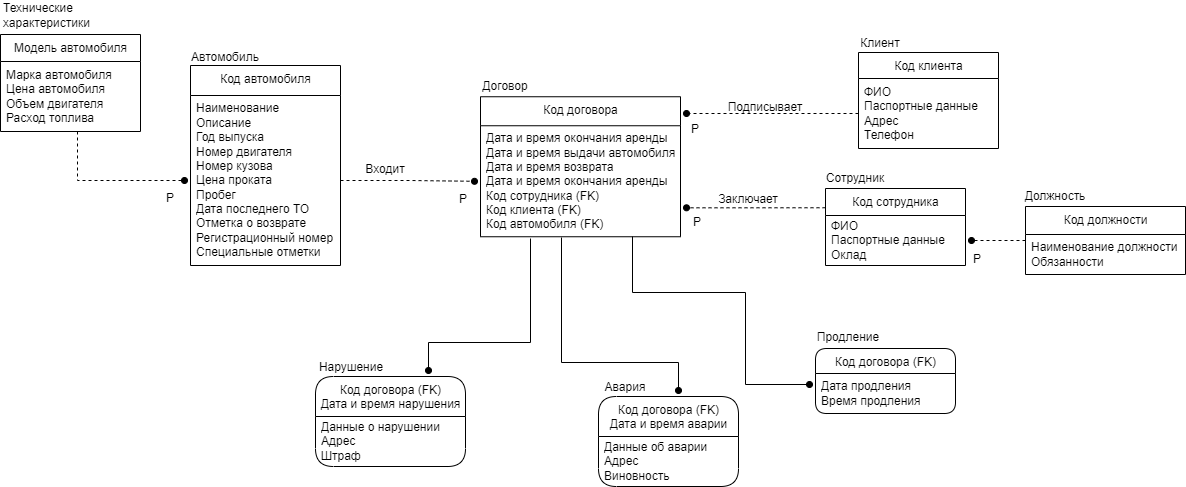 Технические
характеристики
Модель автомобиля
Марка автомобиля
Цена автомобиля
Объем двигателя
Расход топлива
P
Автомобиль
Код автомобиля
Наименование
Описание
Год выпуска
Номер двигателя
Номер кузова
Цена проката
Пробег
Дата последнего ТО
Отметка о возврате
Регистрационный номер
Специальные отметки
Входит
P
Договор
Код договора
Дата и время окончания аренды
Дата и время выдачи автомобиля
Дата и время возврата
Дата и время окончания аренды
Код сотрудника (FK)
Код клиента (FK)
Код автомобиля (FK)
Подписывает
P
Клиент
Код клиента
ФИО
Паспортные данные
Адрес
Телефон
Заключает
P
Сотрудник
Код сотрудника
ФИО
Паспортные данные
Оклад
P
Должность
Код должности
Наименование должности
Обязанности
Нарушение
Код договора (FK)
Дата и время нарушения
Данные о нарушении
Адрес
Штраф
Авария
Код договора (FK)
Дата и время аварии
Данные об аварии
Адрес
Виновность
Продление
Код договора (FK)
Дата продления
Время продления